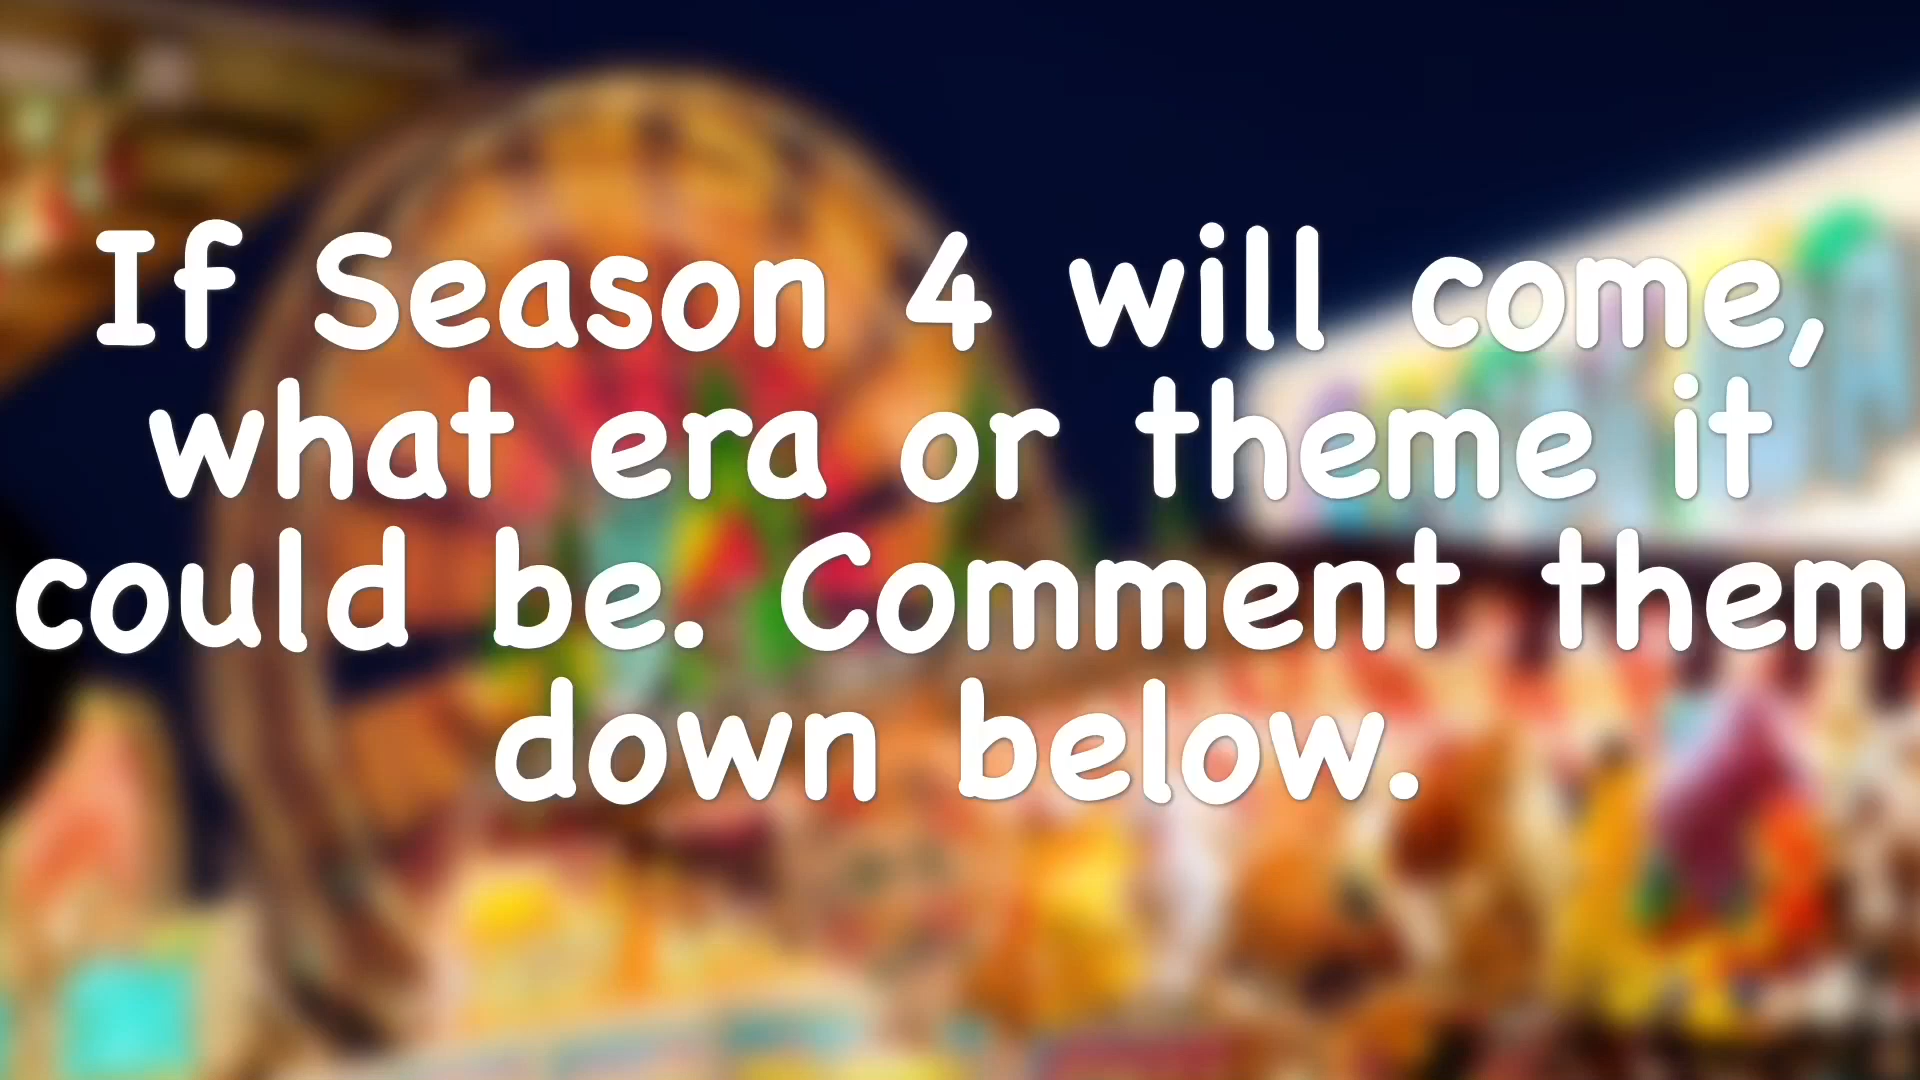 If Season 4 will come,
what era or theme it
could be. Comment them
down below.